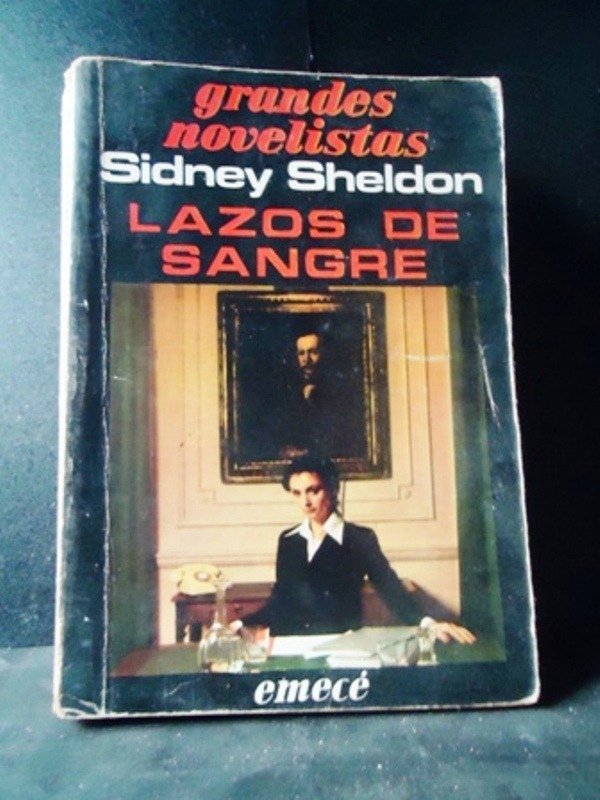 grandes
novelistas
Sidney Sheldon
LAZOS DE
SANGRE
emecé